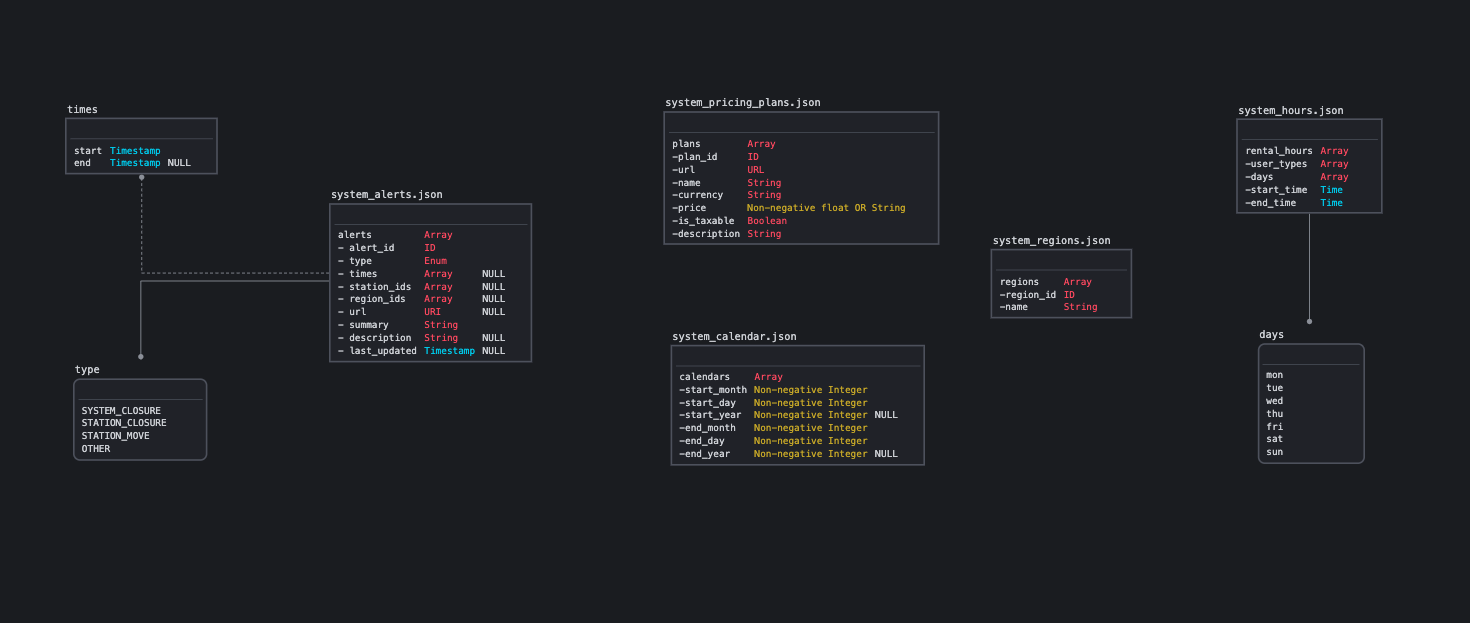 times
start Timestamp
end Timestamp NULL
system_alerts.json
alerts Array
- alert_id ID
- type Enum
- times Array NULL
- station_ids Array NULL
- region_ids Array NULL
- url URI NULL
- summary String
- description String NULL
- last_updated Timestamp NULL
type
SYSTEM_CLOSURE
STATION_CLOSURE
STATION_MOVE
OTHER
system_pricing_plans.json
plans Array
-plan_id ID
-url URL
-name String
-currency String
-price Non-negative float OR String
-is_taxable Boolean
-description String
system_calendar.json
calendars Array
-start_month Non-negative Integer
-start_day Non-negative Integer
-start_year Non-negative Integer NULL
-end_month Non-negative Integer
-end_day Non-negative Integer
-end_year Non-negative Integer NULL
system_regions.json
regions Array
-region_id ID
-name String
system_hours.json
rental_hours Array
-user_types Array
-days Array
-start_time Time
-end_time Time
days
mon
tue
wed
thu
fri
sat
sun